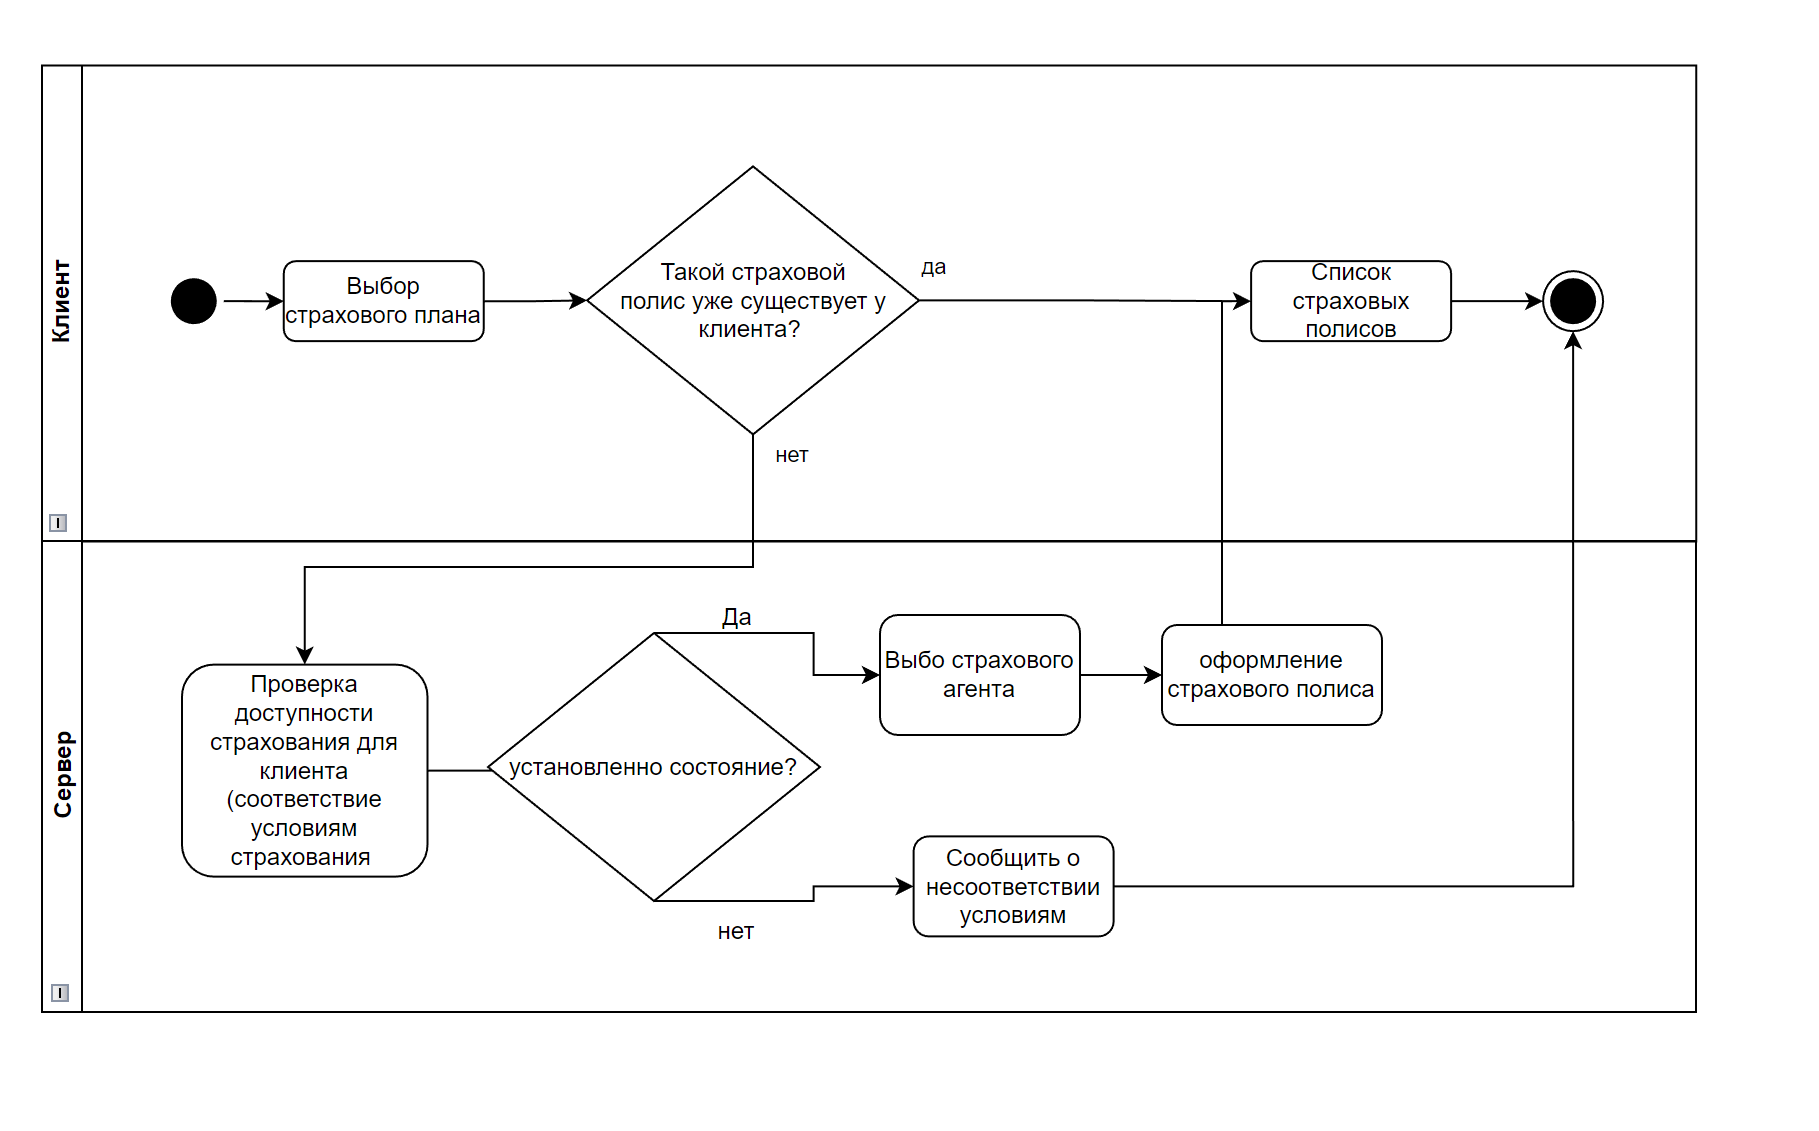 Клиент
Выбор
страхового плана
Такой страховой
полис уже существует у
клиента?
да
нет
Список
страховых
полисов
Сервер
Проверка
доступности
страхования для
клиента
(соответствие
условиям
страхования
установленно состояние?
Да
нет
Выбо страхового
агента
оформление
страхового полиса
Сообщить о
несоответствии
условиям